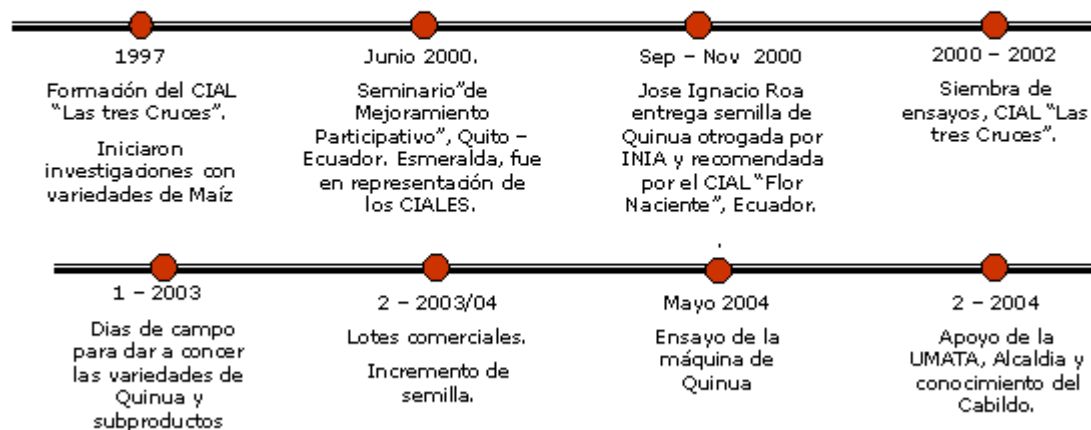 1997
Formación del CIAL
"Las tres Cruces".
Iniciaron
investigaciones con
variedades de Maíz
Junio 2000.
Seminario"de
Mejoramiento
Participativo", Quito –
Ecuador. Esmeralda, fue
en representación de
los CIALES.
Sep – Nov 2000
Jose Ignacio Roa
entrega semilla de
Quinua otrogada por
INIA y recomendada
por el CIAL "Flor
Naciente", Ecuador.
2000 – 2002
Siembra de
ensayos, CIAL "Las
tres Cruces".
1 – 2003
Dias de campo
para dar a concer
las variedades de
Quinua y
subproductos
2 – 2003/04
Lotes comerciales.
Incremento de
semilla.
Mayo 2004
Ensayo de la
máquina de
Quinua
2 – 2004
Apoyo de la
UMATA, Alcaldia y
conocimiento del
Cabildo.